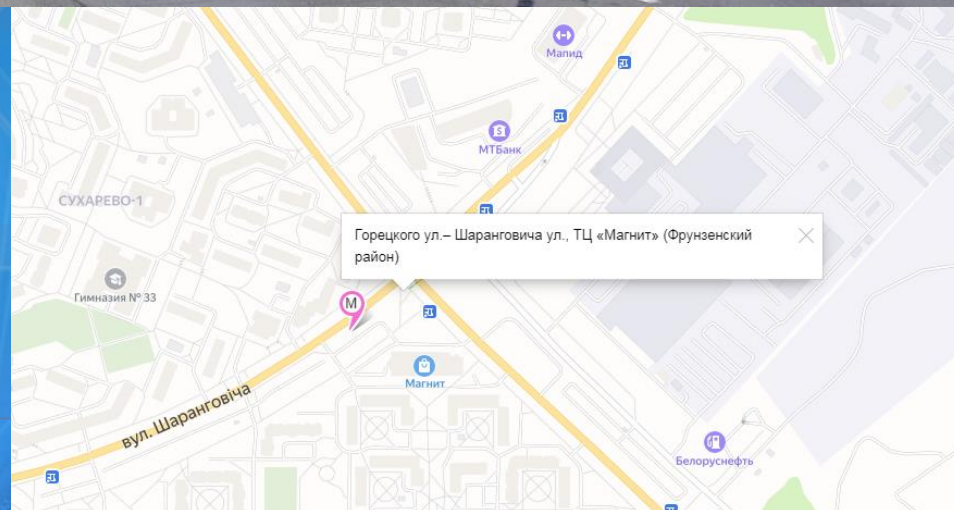 Мапид
МТБанк
СУХАРЕВО-1
Горецкого ул.– Шаранговича ул., ТЦ «Магнит» (Фрунзенский
район)
Гимназия № 33
М
Магнит
вул. Шаранговіча
Белоруснефть